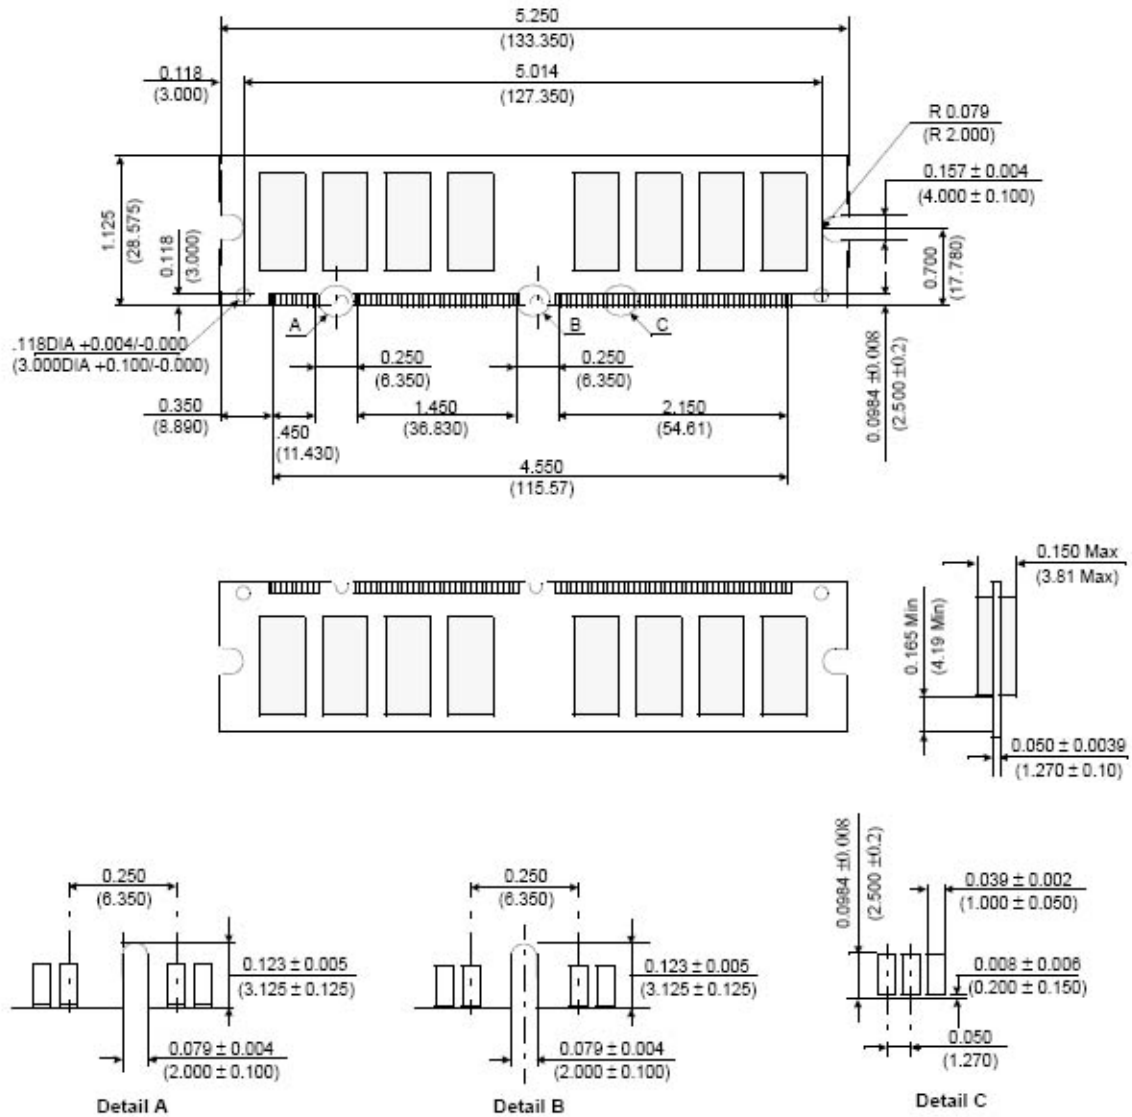 5.250
(133.350)
0.118
(3.000)
5.014
(127.350)
R 0.079
(R 2.000)
0.157 ± 0.004
(4.000 ± 0.100)
1.125
(28.575)
0.118
(3.000)
0.700
(17.780)
A
B
C
.118DIA +0.004/-0.000
(3.000DIA +0.100/-0.000)
0.250
(6.350)
0.250
(6.350)
0.0984 ±0.008
(2.500 ±0.2)
0.350
(8.890)
.450
(11.430)
1.450
(36.830)
2.150
(54.61)
4.550
(115.57)
0.150 Max
(3.81 Max)
0.165 Min
(4.19 Min)
0.050 ± 0.0039
(1.270 ± 0.10)
0.250
(6.350)
0.123 ± 0.005
(3.125 ± 0.125)
0.079 ± 0.004
(2.000 ± 0.100)
Detail A
0.250
(6.350)
0.123 ± 0.005
(3.125 ± 0.125)
0.079 ± 0.004
(2.000 ± 0.100)
Detail B
0.0984 ±0.008
(2.500 ±0.2)
0.039 ± 0.002
(1.000 ± 0.050)
0.008 ± 0.006
(0.200 ± 0.150)
0.050
(1.270)
Detail C